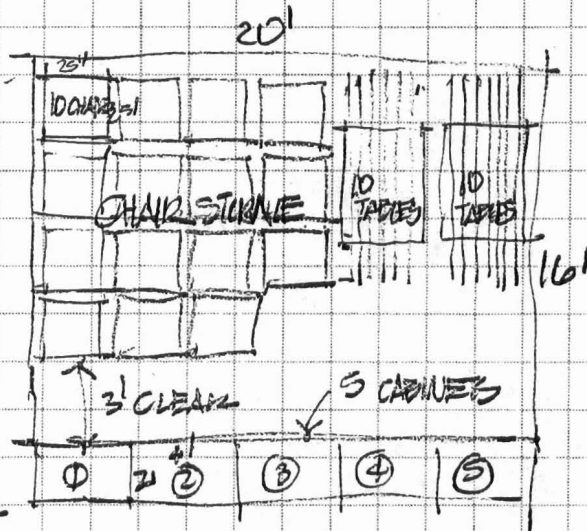 20'
25"
10 CHAIRS
CHAIR STORAGE
10
TABLES
10
TABLES
16'
3' CLEAR
5 CABINETS
① 2' 4' ② ③ ④ ⑤